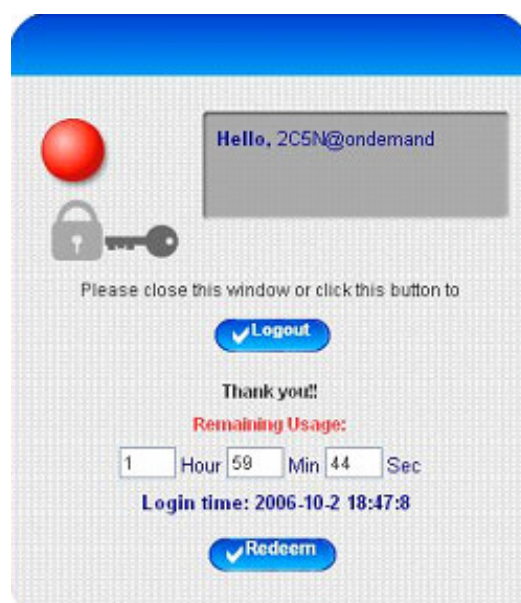 Hello, 2C5N@ondemand
Please close this window or click this button to
Logout
Thank you!!
Remaining Usage:
1 Hour 59 Min 44 Sec
Login time: 2006-10-2 18:47:8
Redeem